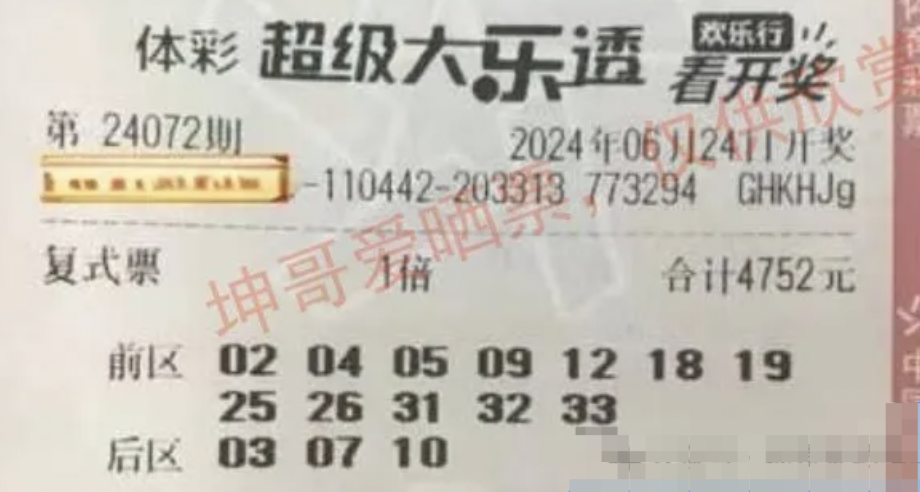 体彩 超级大乐透 欢乐行 看开奖
第 24072期 2024年06月24日开奖
-110442-203313 773294 GHKHJg
坤哥爱晒票，仅供欣赏
复式票 1倍 合计4752元
前区 02 04 05 09 12 18 19
25 26 31 32 33
后区 03 07 10